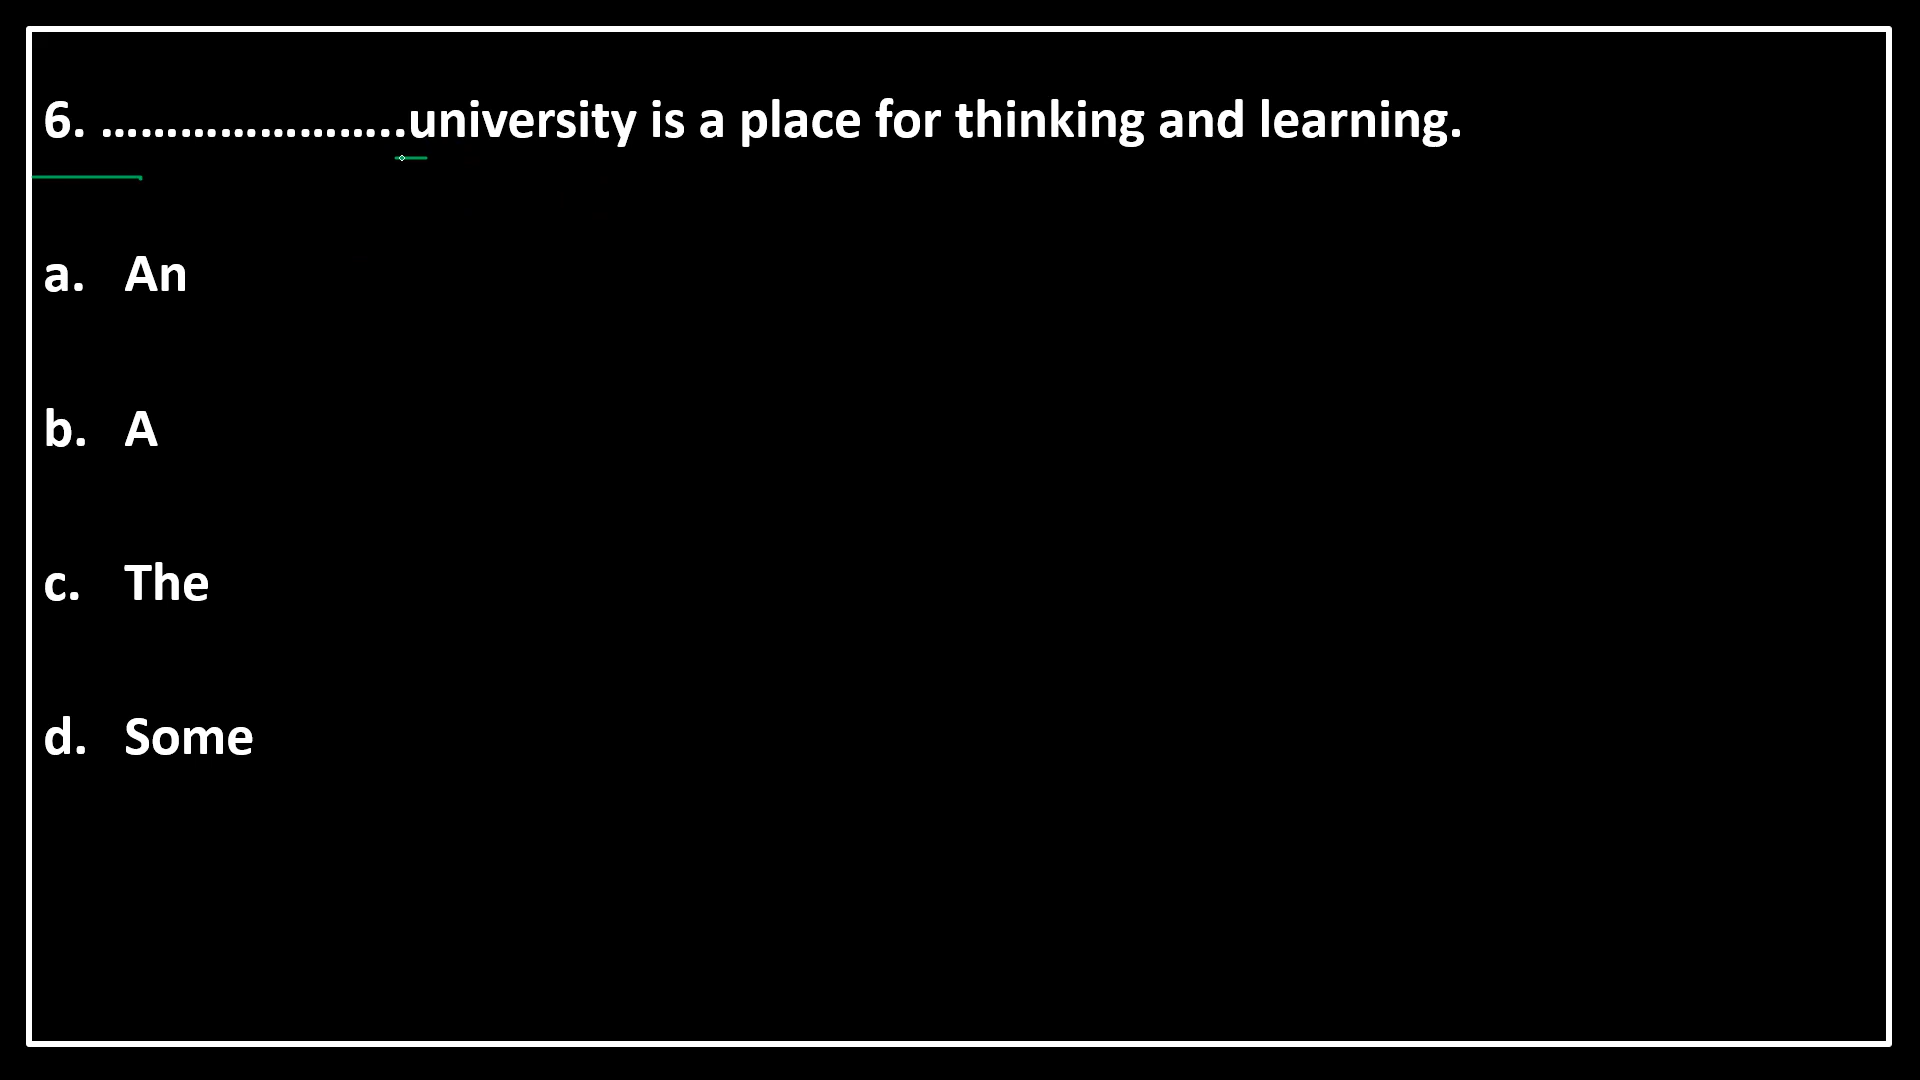 6. ……………………..university is a place for thinking and learning.
a. An
b. A
c. The
d. Some